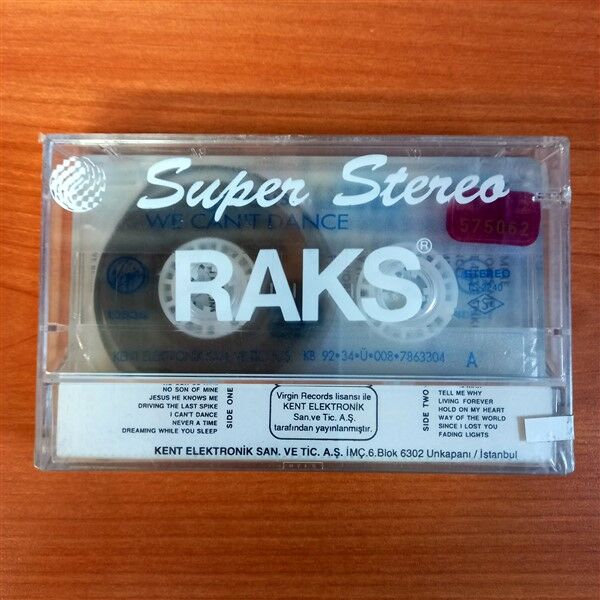 Super Stereo
WE CAN'T DANCE
575062
RAKS®
Virgin
STEREO
TSE
KENT ELEKTRONİK SAN. VE TİC. A.Ş. KB 92•34•Ü•008•7863304 A
NO SON OF MINE
JESUS HE KNOWS ME
DRIVING THE LAST SPIKE
I CAN'T DANCE
NEVER A TIME
DREAMING WHILE YOU SLEEP
SIDE ONE
Virgin Records lisansı ile
KENT ELEKTRONİK
San.ve Tic. A.Ş.
tarafından yayınlanmıştır.
SIDE TWO
TELL ME WHY
LIVING FOREVER
HOLD ON MY HEART
WAY OF THE WORLD
SINCE I LOST YOU
FADING LIGHTS
KENT ELEKTRONİK SAN. VE TİC. A.Ş. İMÇ.6.Blok 6302 Unkapanı / İstanbul